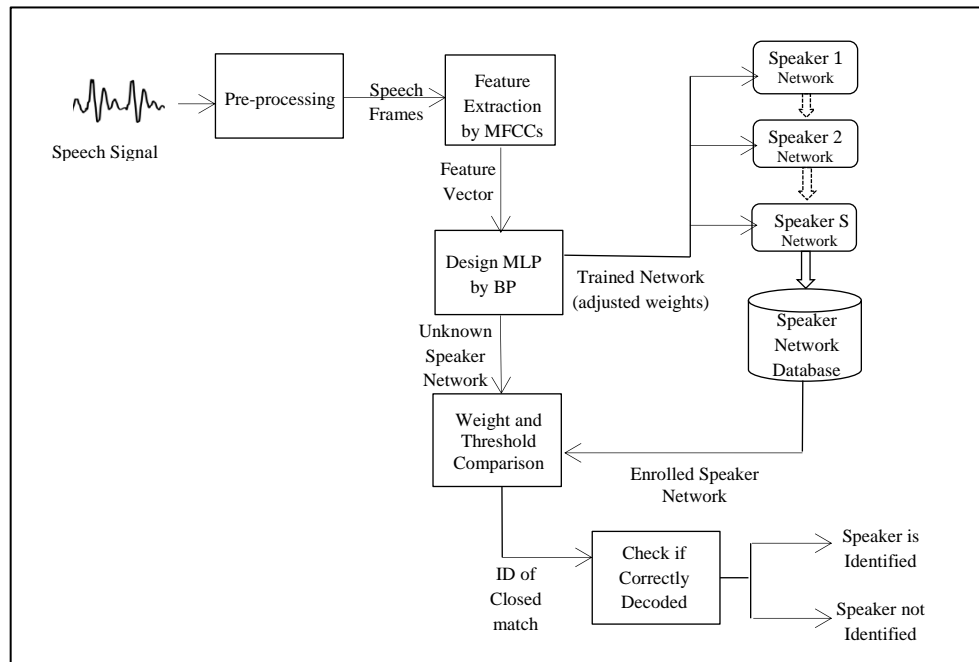 Speech Signal
Pre-processing
Speech
Frames
Feature
Extraction
by MFCCs
Feature
Vector
Design MLP
by BP
Trained Network
(adjusted weights)
Speaker 1
Network
Speaker 2
Network
Speaker S
Network
Speaker
Network
Database
Unknown
Speaker
Network
Weight and
Threshold
Comparison
Enrolled Speaker
Network
ID of
Closed
match
Check if
Correctly
Decoded
Speaker is
Identified
Speaker not
Identified